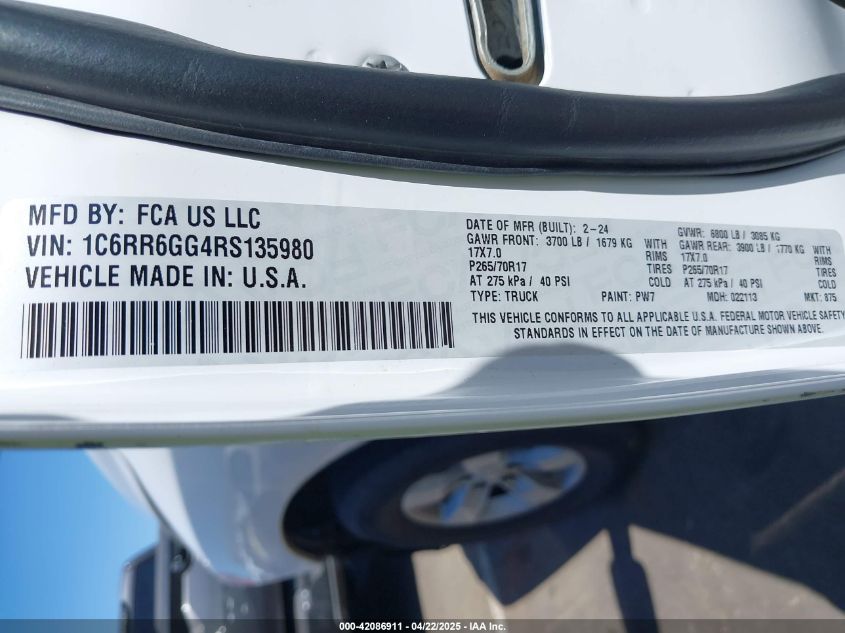 MFD BY: FCA US LLC
VIN: 1C6RR6GG4RS135980
VEHICLE MADE IN: U.S.A.
DATE OF MFR (BUILT): 2-24 GVWR: 6800 LB / 3085 KG
GAWR FRONT: 3700 LB / 1679 KG GAWR REAR: 3900 LB / 1770 KG
17X7.0 RIMS 17X7.0 RIMS
P265/70R17 TIRES P265/70R17 TIRES
AT 275 kPa / 40 PSI COLD AT 275 kPa / 40 PSI COLD
TYPE: TRUCK PAINT: PW7 MDH: 022113 MKT: 875
THIS VEHICLE CONFORMS TO ALL APPLICABLE U.S.A. FEDERAL MOTOR VEHICLE SAFETY
STANDARDS IN EFFECT ON THE DATE OF MANUFACTURE SHOWN ABOVE.
000-42086911 - 04/22/2025 - IAA Inc.